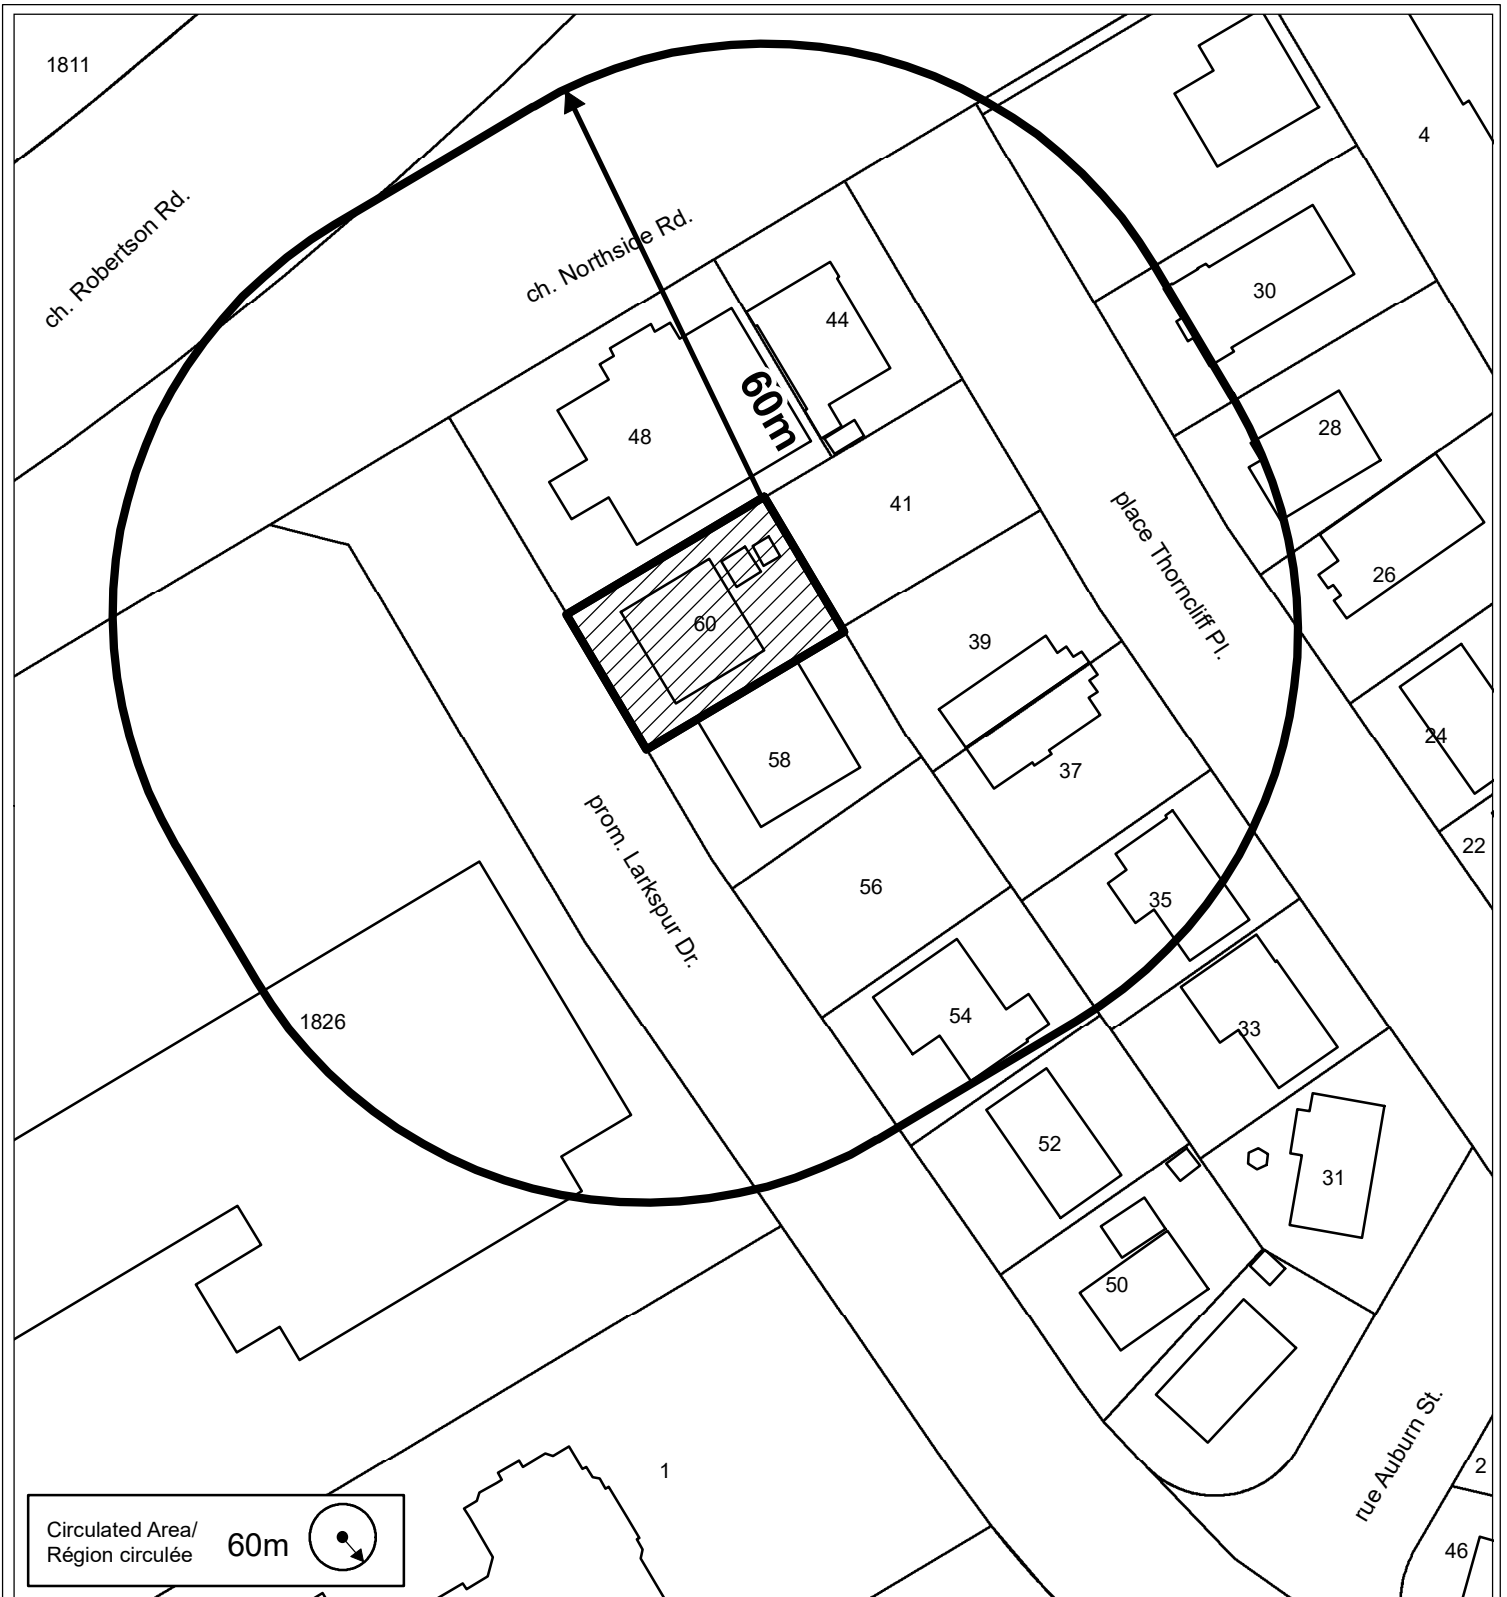 1811
4
ch. Robertson Rd.
ch. Northside Rd.
30
44
60m
28
48
41
place Thorncliff Pl.
26
60
39
24
58
37
22
prom. Larkspur Dr.
56
35
54
1826
33
52
31
50
rue Auburn St.
1
2
46
Circulated Area/
Région circulée
60m